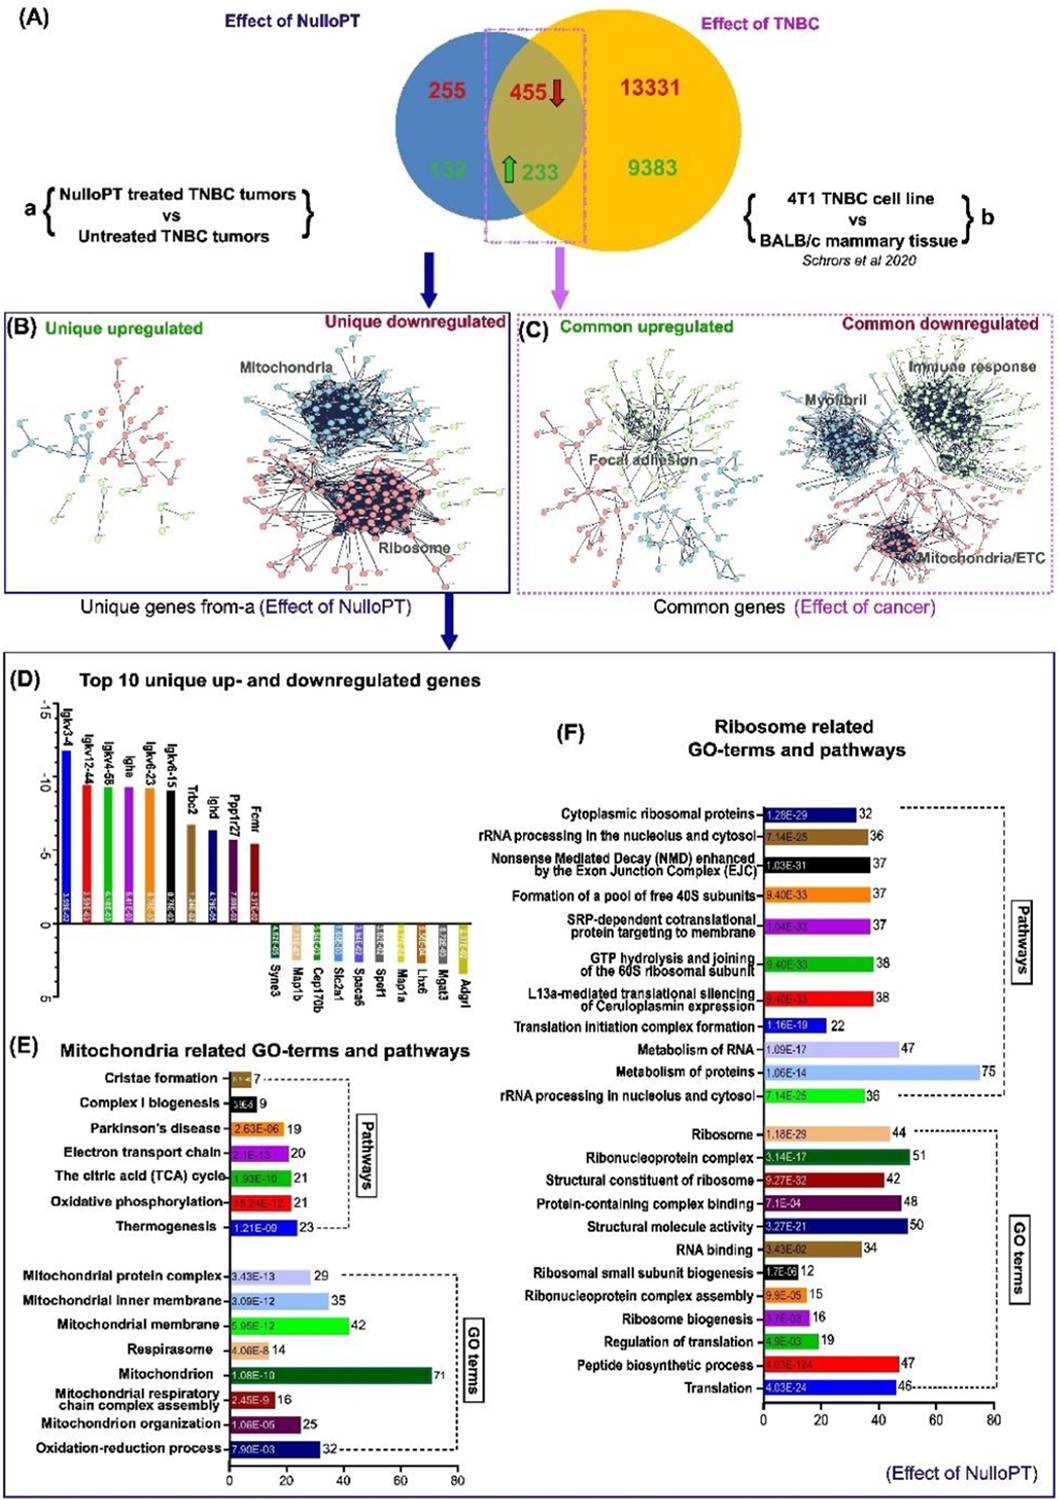 (A)
Effect of NulloPT
Effect of TNBC
255
455
13331
132
233
9383
a
NulloPT treated TNBC tumors
vs
Untreated TNBC tumors
4T1 TNBC cell line
vs
BALB/c mammary tissue
b
Schrors et al 2020
(B)
Unique upregulated
Unique downregulated
Mitochondria
Ribosome
Unique genes from-a (Effect of NulloPT)
(C)
Common upregulated
Common downregulated
Immune response
Myofibril
Focal adhesion
Mitochondria/ETC
Common genes (Effect of cancer)
(D)
Top 10 unique up- and downregulated genes
-15
-10
-5
0
5
Igkv3-4
Igkv12-44
Igkv4-58
Ighe
Igkv6-23
Igkv6-15
Trbc2
Ighd
Ppp1r27
Fcmr
Syne3
Map1b
Cep170b
Slc2a1
Spaca6
Spef1
Map1a
Lhx6
Mgat3
Adgrl
(E)
Mitochondria related GO-terms and pathways
Cristae formation 7
Complex I biogenesis 9
Parkinson's disease 2.63E-06 19
Electron transport chain 2.1E-13 20
The citric acid (TCA) cycle 1.93E-10 21
Oxidative phosphorylation 21
Thermogenesis 1.21E-09 23
Pathways
Mitochondrial protein complex 3.43E-13 29
Mitochondrial inner membrane 3.09E-12 35
Mitochondrial membrane 5.95E-12 42
Respirasome 4.06E-8 14
Mitochondrion 1.08E-10 71
Mitochondrial respiratory
chain complex assembly 2.45E-9 16
Mitochondrion organization 1.06E-05 25
Oxidation-reduction process 7.90E-03 32
GO terms
0 20 40 60 80
(F)
Ribosome related
GO-terms and pathways
Cytoplasmic ribosomal proteins 1.28E-29 32
rRNA processing in the nucleolus and cytosol 7.14E-25 36
Nonsense Mediated Decay (NMD) enhanced
by the Exon Junction Complex (EJC) 1.03E-31 37
Formation of a pool of free 40S subunits 9.40E-33 37
SRP-dependent cotranslational
protein targeting to membrane 1.04E-33 37
GTP hydrolysis and joining
of the 60S ribosomal subunit 9.40E-33 38
L13a-mediated translational silencing
of Ceruloplasmin expression 9.40E-33 38
Translation initiation complex formation 1.16E-19 22
Metabolism of RNA 1.09E-17 47
Metabolism of proteins 1.06E-14 75
rRNA processing in nucleolus and cytosol 7.14E-25 36
Pathways
Ribosome 1.18E-29 44
Ribonucleoprotein complex 3.14E-17 51
Structural constituent of ribosome 9.27E-32 42
Protein-containing complex binding 7.1E-04 48
Structural molecule activity 3.27E-21 50
RNA binding 3.43E-02 34
Ribosomal small subunit biogenesis 1.7E-06 12
Ribonucleoprotein complex assembly 9.9E-05 15
Ribosome biogenesis 16
Regulation of translation 4.9E-03 19
Peptide biosynthetic process 47
Translation 4.03E-24 46
GO terms
0 20 40 60 80
(Effect of NulloPT)